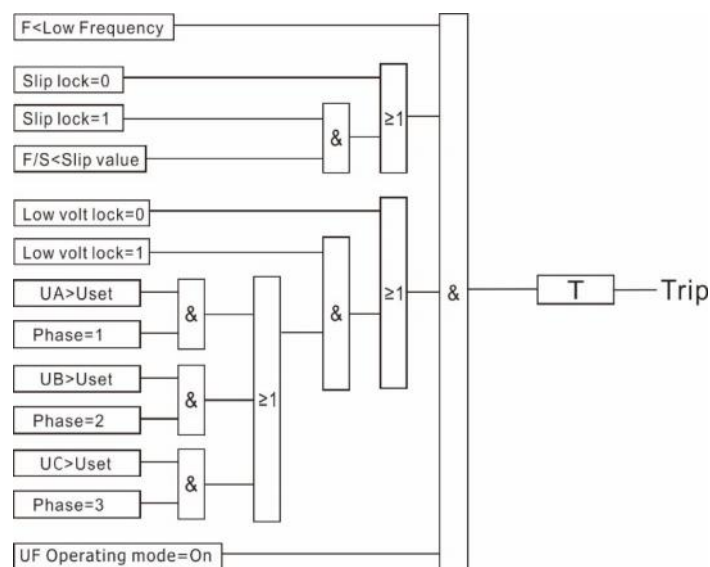 F<Low Frequency
Slip lock=0
Slip lock=1
F/S<Slip value
&
≥1
Low volt lock=0
Low volt lock=1
UA>Uset
Phase=1
&
UB>Uset
Phase=2
&
UC>Uset
Phase=3
&
≥1
&
≥1
&
T
Trip
UF Operating mode=On